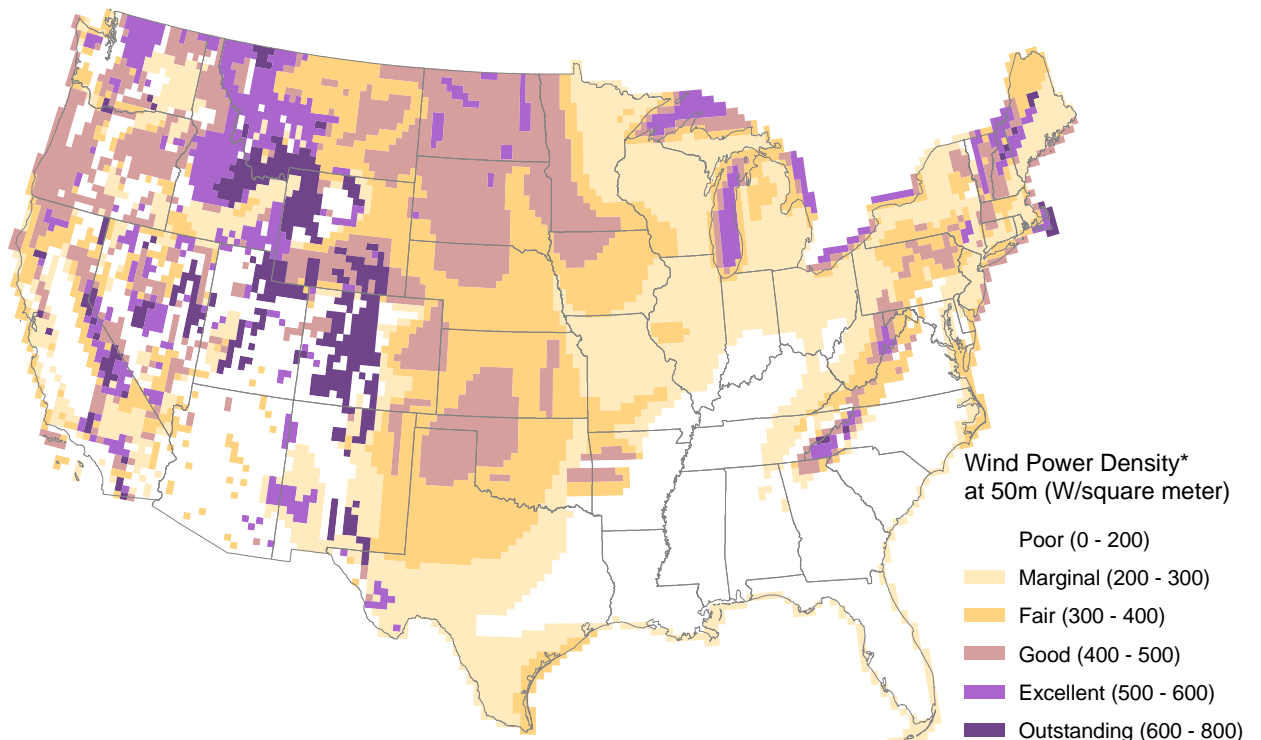 Wind Power Density*
at 50m (W/square meter)
Poor (0 - 200)
Marginal (200 - 300)
Fair (300 - 400)
Good (400 - 500)
Excellent (500 - 600)
Outstanding (600 - 800)